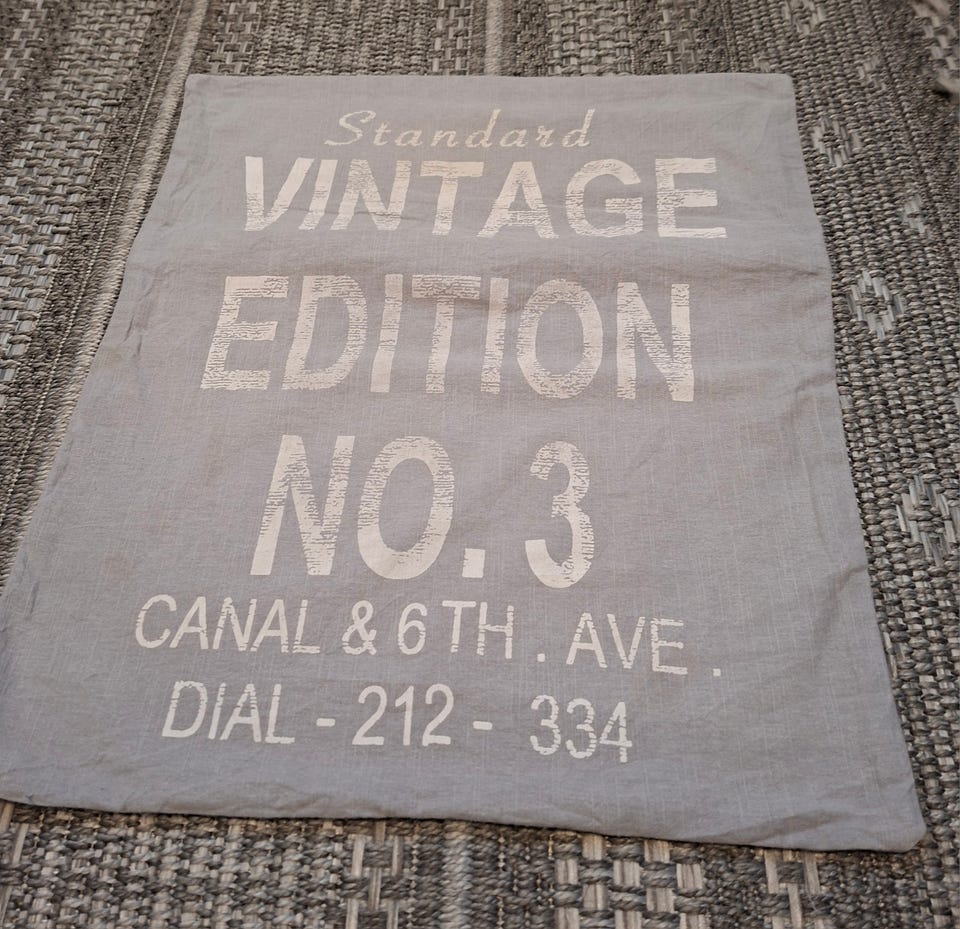 Standard
VINTAGE
EDITION
NO. 3
CANAL & 6TH . AVE .
DIAL - 212 - 334